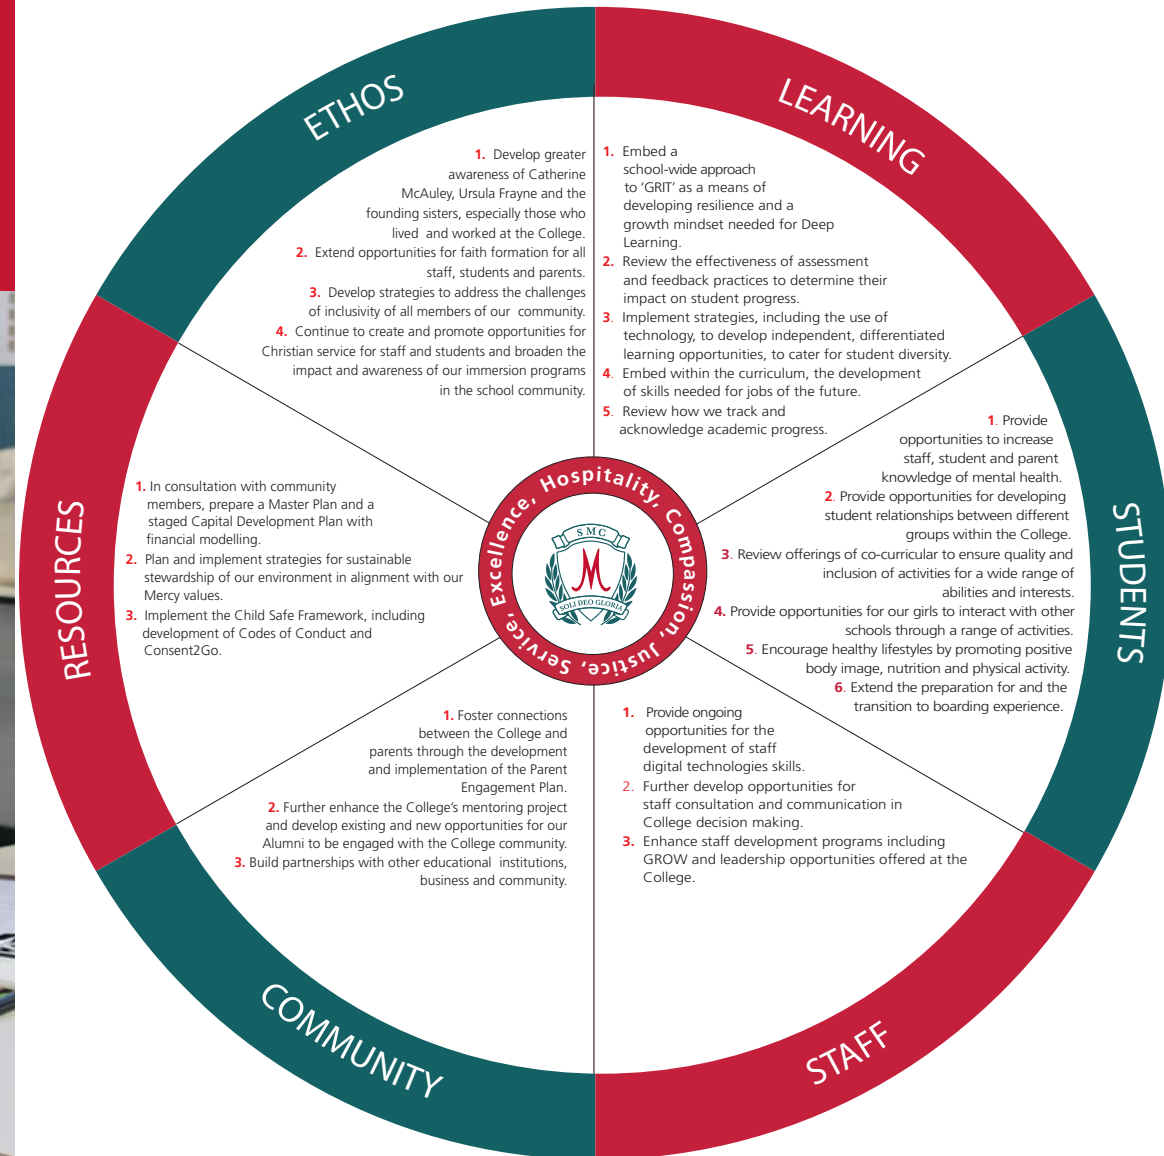 ETHOS
1. Develop greater
awareness of Catherine
McAuley, Ursula Frayne and the
founding sisters, especially those who
lived and worked at the College.
2. Extend opportunities for faith formation for all
staff, students and parents.
3. Develop strategies to address the challenges
of inclusivity of all members of our community.
4. Continue to create and promote opportunities for
Christian service for staff and students and broaden the
impact and awareness of our immersion programs
in the school community.
LEARNING
1. Embed a
school-wide approach
to ‘GRIT’ as a means of
developing resilience and a
growth mindset needed for Deep
Learning.
2. Review the effectiveness of assessment
and feedback practices to determine their
impact on student progress.
3. Implement strategies, including the use of
technology, to develop independent, differentiated
learning opportunities, to cater for student diversity.
4. Embed within the curriculum, the development
of skills needed for jobs of the future.
5. Review how we track and
acknowledge academic progress.
STUDENTS
1. Provide
opportunities to increase
staff, student and parent
knowledge of mental health.
2. Provide opportunities for developing
student relationships between different
groups within the College.
3. Review offerings of co-curricular to ensure quality and
inclusion of activities for a wide range of
abilities and interests.
4. Provide opportunities for our girls to interact with other
schools through a range of activities.
5. Encourage healthy lifestyles by promoting positive
body image, nutrition and physical activity.
6. Extend the preparation for and the
transition to boarding experience.
STAFF
1. Provide ongoing
opportunities for the
development of staff
digital technologies skills.
2. Further develop opportunities for
staff consultation and communication in
College decision making.
3. Enhance staff development programs including
GROW and leadership opportunities offered at the
College.
COMMUNITY
1. Foster connections
between the College and
parents through the development
and implementation of the Parent
Engagement Plan.
2. Further enhance the College’s mentoring project
and develop existing and new opportunities for our
Alumni to be engaged with the College community.
3. Build partnerships with other educational institutions,
business and community.
RESOURCES
1. In consultation with community
members, prepare a Master Plan and a
staged Capital Development Plan with
financial modelling.
2. Plan and implement strategies for sustainable
stewardship of our environment in alignment with our
Mercy values.
3. Implement the Child Safe Framework, including
development of Codes of Conduct and
Consent2Go.
Excellence, Hospitality, Compassion, Justice, Service,
SMC
M
SOLI DEO GLORIA